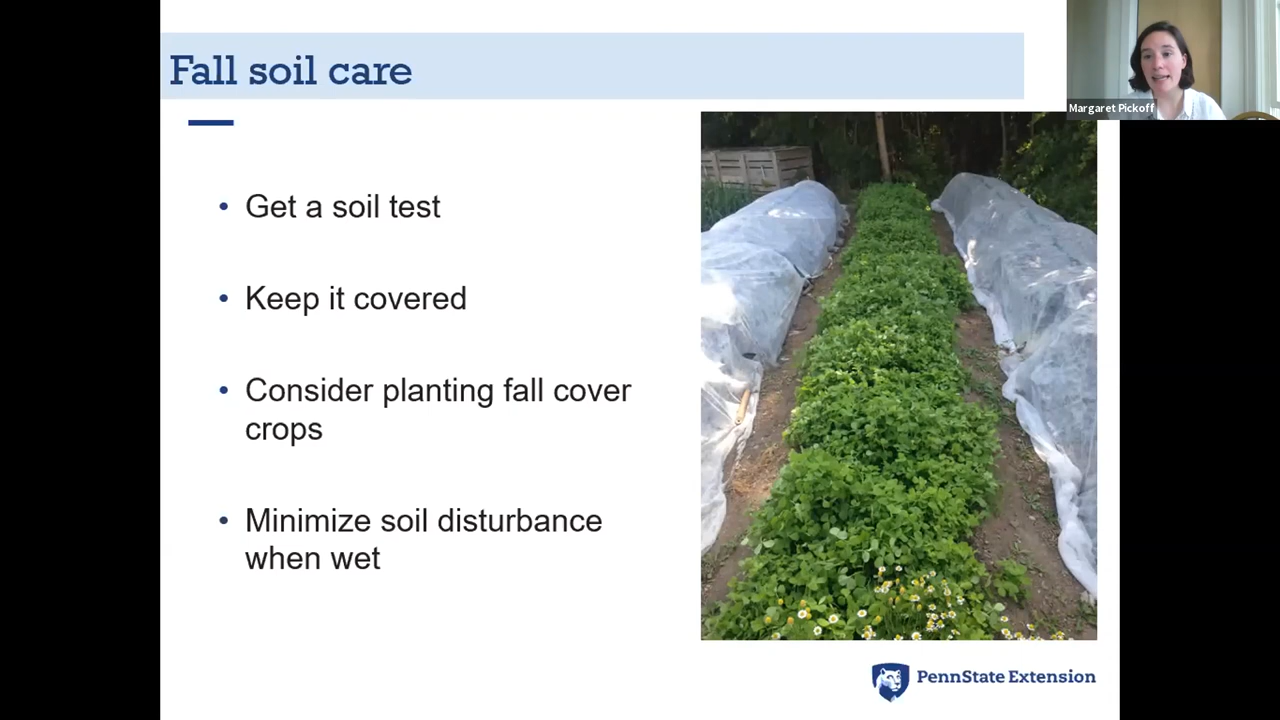 Fall soil care
Margaret Pickoff
Get a soil test
Keep it covered
Consider planting fall cover
crops
Minimize soil disturbance
when wet
PennState Extension